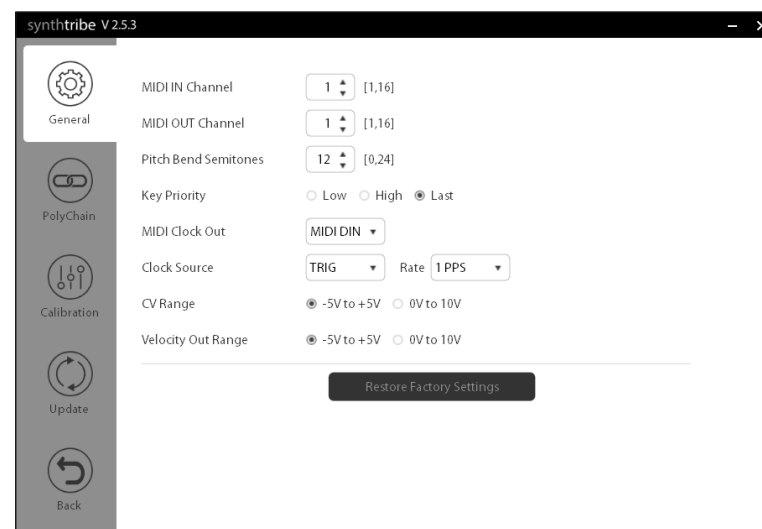 synthtribe V 2.5.3
General
PolyChain
Calibration
Update
Back
MIDI IN Channel 1 [1,16]
MIDI OUT Channel 1 [1,16]
Pitch Bend Semitones 12 [0,24]
Key Priority Low High Last
MIDI Clock Out MIDI DIN
Clock Source TRIG Rate 1 PPS
CV Range -5V to +5V 0V to 10V
Velocity Out Range -5V to +5V 0V to 10V
Restore Factory Settings